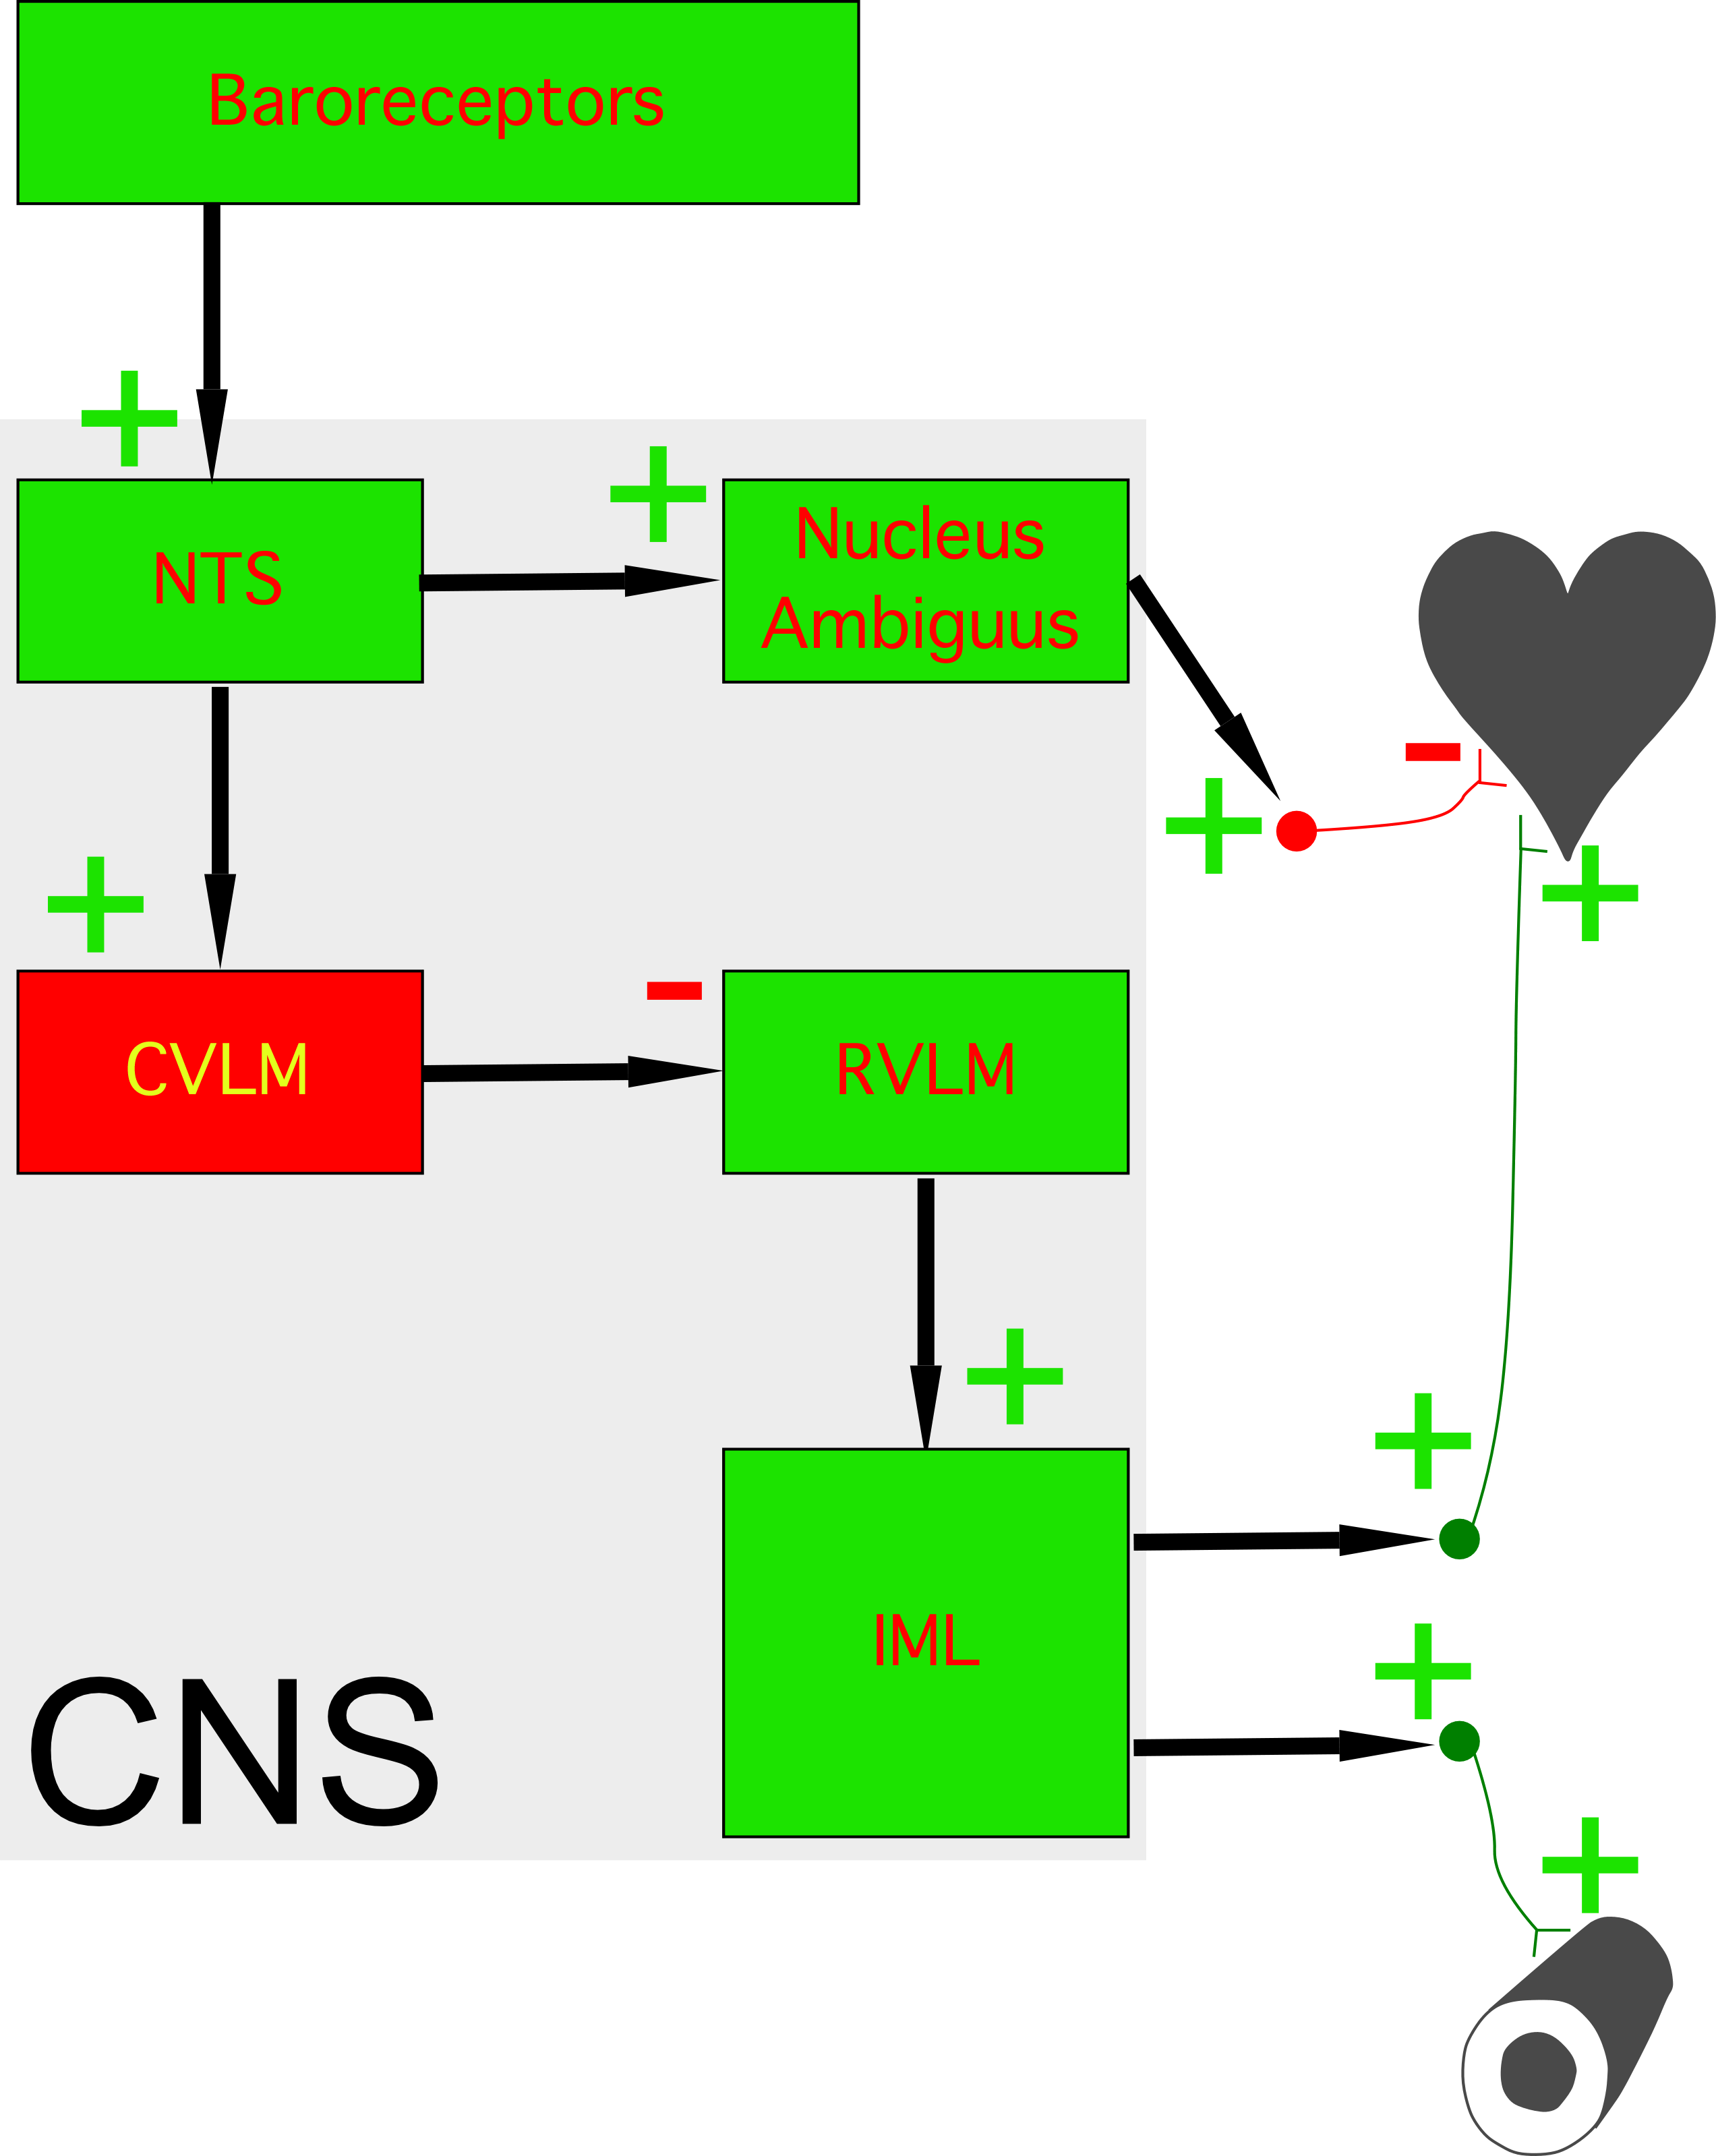 Baroreceptors
+
NTS
+
Nucleus
Ambiguus
-
+
+
+
CVLM
-
RVLM
+
+
IML
+
CNS
+